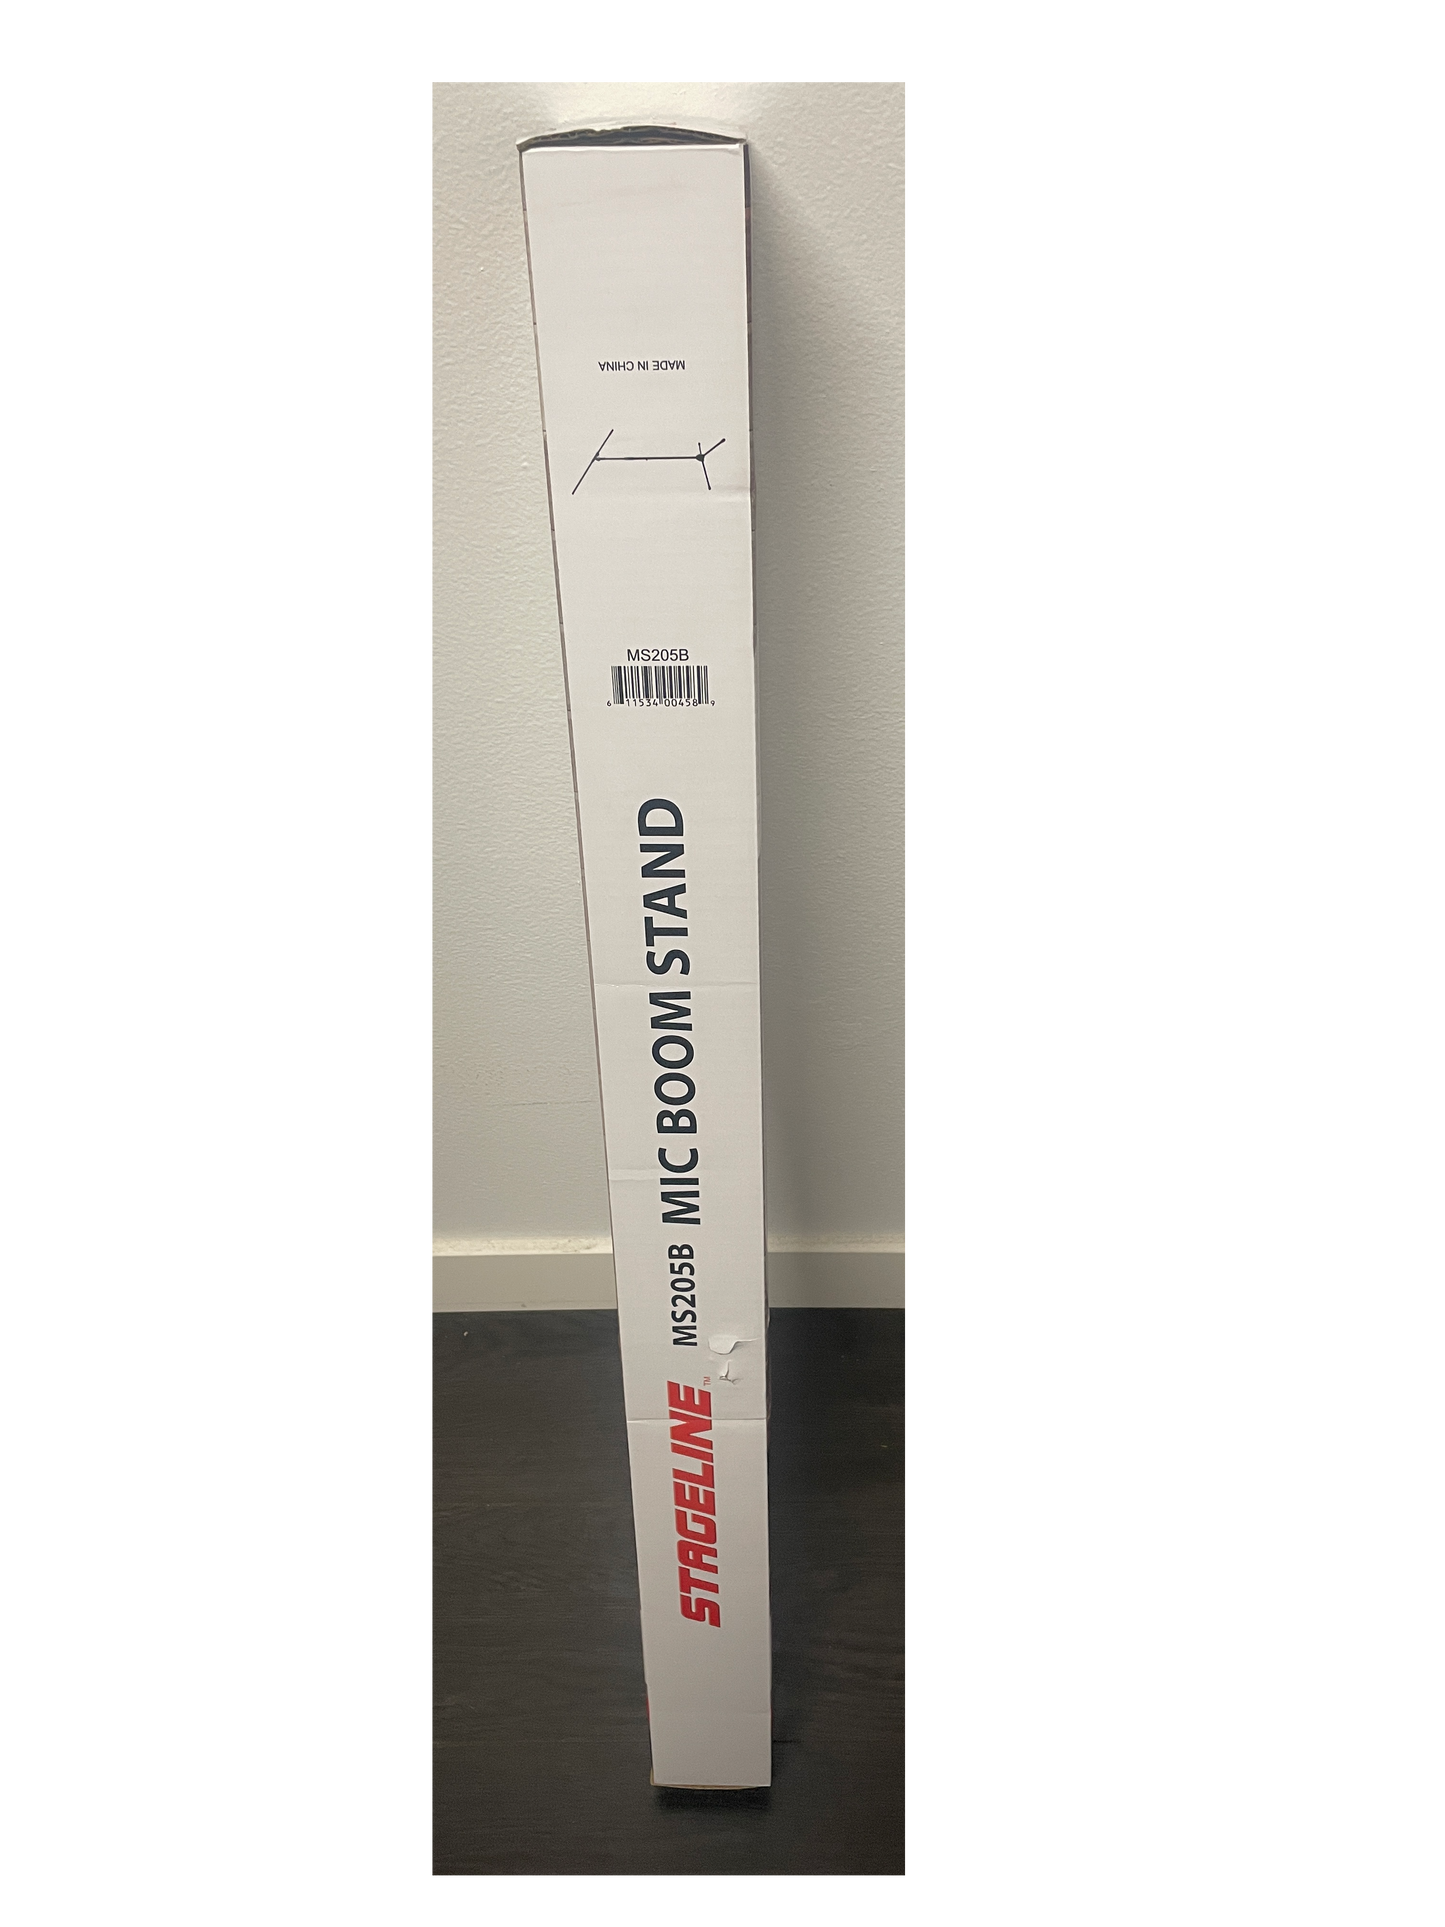 MADE IN CHINA
MS205B
6 11534 00458 9
STAGELINE™ MS205B MIC BOOM STAND